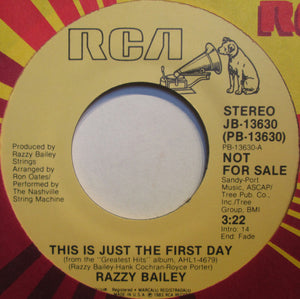 RCA
STEREO
JB-13630
(PB-13630)
PB-13630-A
NOT
FOR SALE
Sandy-Port
Music, ASCAP/
Tree Pub. Co.,
Inc./Tree
Group, BMI
3:22
Intro: 14
End: Fade
Produced by
Razzy Bailey
Strings
Arranged by
Ron Oates/
Performed by
The Nashville
String Machine
THIS IS JUST THE FIRST DAY
(from the "Greatest Hits" album, AHL1-4679)
(Razzy Bailey-Hank Cochran-Royce Porter)
RAZZY BAILEY